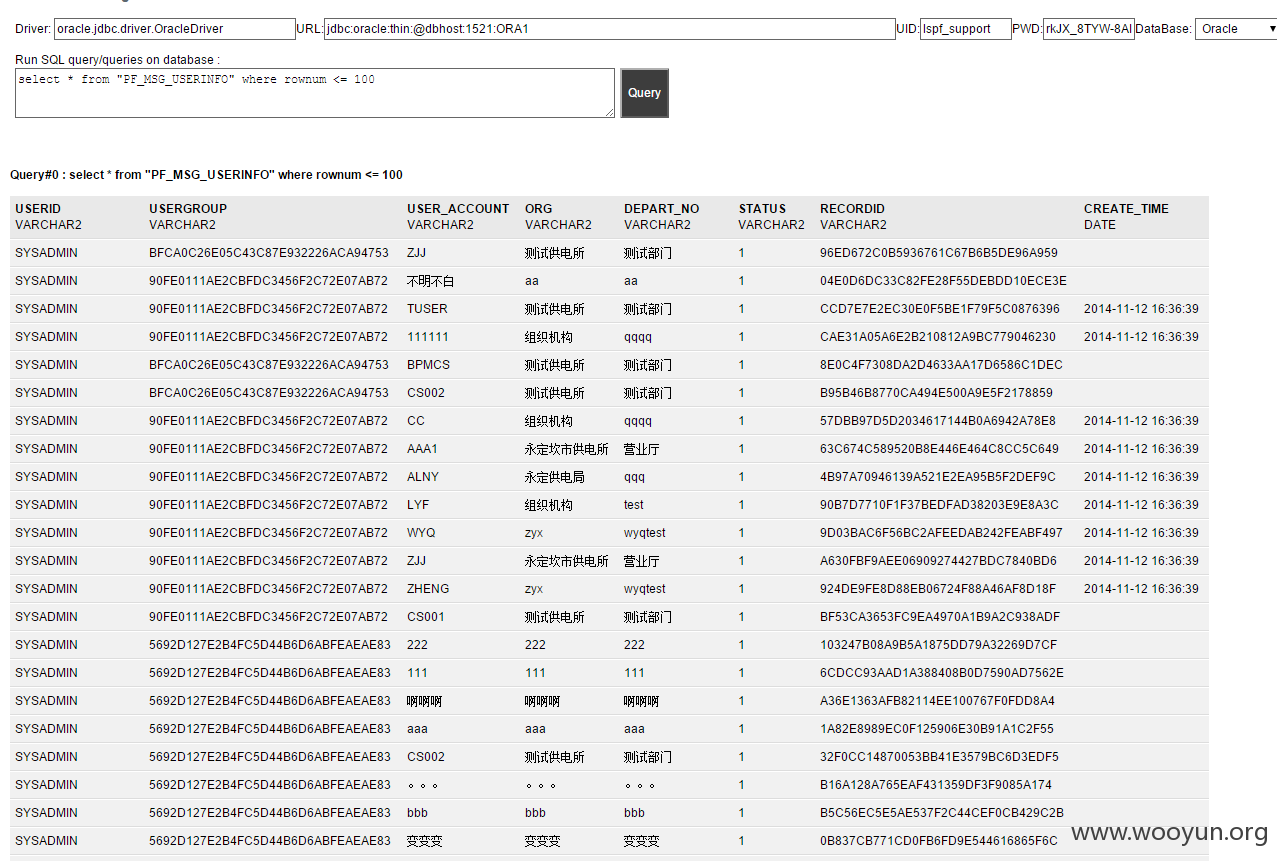 Driver: oracle.jdbc.driver.OracleDriver URL: jdbc:oracle:thin:@dbhost:1521:ORA1 UID: lspf_support PWD: rkJX_8TYW-8Al DataBase: Oracle
Run SQL query/queries on database :
select * from "PF_MSG_USERINFO" where rownum <= 100
Query
Query#0 : select * from "PF_MSG_USERINFO" where rownum <= 100
USERID USERGROUP USER_ACCOUNT ORG DEPART_NO STATUS RECORDID CREATE_TIME
VARCHAR2 VARCHAR2 VARCHAR2 VARCHAR2 VARCHAR2 VARCHAR2 VARCHAR2 DATE
SYSADMIN BFCA0C26E05C43C87E932226ACA94753 ZJJ 测试供电所 测试部门 1 96ED672C0B5936761C67B6B5DE96A959
SYSADMIN 90FE0111AE2CBFDC3456F2C72E07AB72 不明不白 aa aa 1 04E0D6DC33C82FE28F55DEBDD10ECE3E
SYSADMIN 90FE0111AE2CBFDC3456F2C72E07AB72 TUSER 测试供电所 测试部门 1 CCD7E7E2EC30E0F5BE1F79F5C0876396 2014-11-12 16:36:39
SYSADMIN 90FE0111AE2CBFDC3456F2C72E07AB72 111111 组织机构 qqqq 1 CAE31A05A6E2B210812A9BC779046230 2014-11-12 16:36:39
SYSADMIN BFCA0C26E05C43C87E932226ACA94753 BPMCS 测试供电所 测试部门 1 8E0C4F7308DA2D4633AA17D6586C1DEC
SYSADMIN BFCA0C26E05C43C87E932226ACA94753 CS002 测试供电所 测试部门 1 B95B46B8770CA494E500A9E5F2178859
SYSADMIN 90FE0111AE2CBFDC3456F2C72E07AB72 CC 组织机构 qqqq 1 57DBB97D5D2034617144B0A6942A78E8 2014-11-12 16:36:39
SYSADMIN 90FE0111AE2CBFDC3456F2C72E07AB72 AAA1 永定坎市供电所 营业厅 1 63C674C589520B8E446E464C8CC5C649 2014-11-12 16:36:39
SYSADMIN 90FE0111AE2CBFDC3456F2C72E07AB72 ALNY 永定供电局 qqq 1 4B97A70946139A521E2EA95B5F2DEF9C 2014-11-12 16:36:39
SYSADMIN 90FE0111AE2CBFDC3456F2C72E07AB72 LYF 组织机构 test 1 90B7D7710F1F37BEDFAD38203E9E8A3C 2014-11-12 16:36:39
SYSADMIN 90FE0111AE2CBFDC3456F2C72E07AB72 WYQ zyx wyqtest 1 9D03BAC6F56BC2AFEEDAB242FEABF497 2014-11-12 16:36:39
SYSADMIN 90FE0111AE2CBFDC3456F2C72E07AB72 ZJJ 永定坎市供电所 营业厅 1 A630FBF9AEE06909274427BDC7840BD6 2014-11-12 16:36:39
SYSADMIN 90FE0111AE2CBFDC3456F2C72E07AB72 ZHENG zyx wyqtest 1 924DE9FE8D88EB06724F88A46AF8D18F 2014-11-12 16:36:39
SYSADMIN 90FE0111AE2CBFDC3456F2C72E07AB72 CS001 测试供电所 测试部门 1 BF53CA3653FC9EA4970A1B9A2C938ADF
SYSADMIN 5692D127E2B4FC5D44B6D6ABFEAEAE83 222 222 222 1 103247B08A9B5A1875DD79A32269D7CF
SYSADMIN 5692D127E2B4FC5D44B6D6ABFEAEAE83 111 111 111 1 6CDCC93AAD1A388408B0D7590AD7562E
SYSADMIN 5692D127E2B4FC5D44B6D6ABFEAEAE83 啊啊啊 啊啊啊 啊啊啊 1 A36E1363AFB82114EE100767F0FDD8A4
SYSADMIN 5692D127E2B4FC5D44B6D6ABFEAEAE83 aaa aaa aaa 1 1A82E8989EC0F125906E30B91A1C2F55
SYSADMIN 5692D127E2B4FC5D44B6D6ABFEAEAE83 CS002 测试供电所 测试部门 1 32F0CC14870053BB41E3579BC6D3EDF5
SYSADMIN 5692D127E2B4FC5D44B6D6ABFEAEAE83 。。。 。。。 。。。 1 B16A128A765EAF431359DF3F9085A174
SYSADMIN 5692D127E2B4FC5D44B6D6ABFEAEAE83 bbb bbb bbb 1 B5C56EC5E5AE537F2C44CEF0CB429C2B
SYSADMIN 5692D127E2B4FC5D44B6D6ABFEAEAE83 变变变 变变变 变变变 1 0B837CB771CD0FB6FD9E544616865F6C
www.wooyun.org